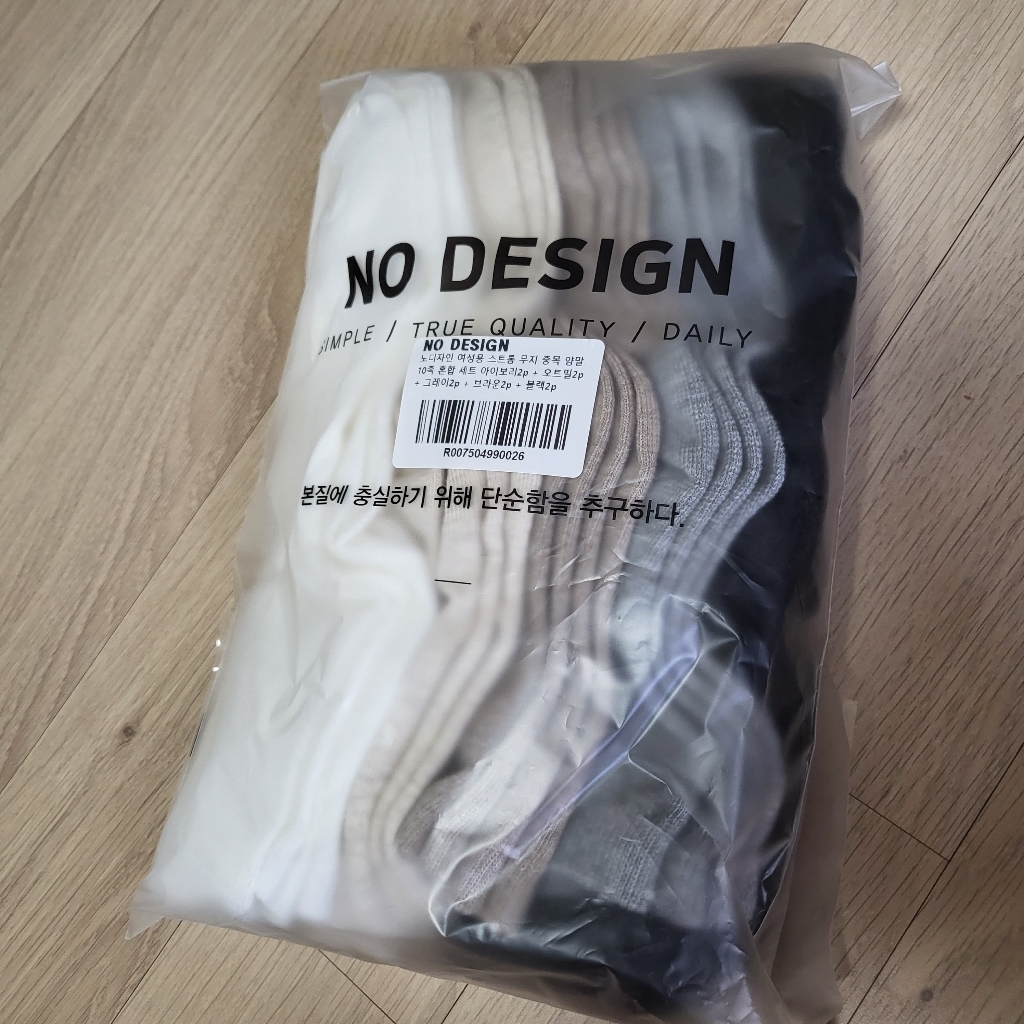 NO DESIGN
SIMPLE / TRUE QUALITY / DAILY
NO DESIGN
노디자인 여성용 스트롱 무지 중목 양말
10족 혼합 세트 아이보리2p + 오트밀2p
+ 그레이2p + 브라운2p + 블랙2p
R007504990026
본질에 충실하기 위해 단순함을 추구하다.